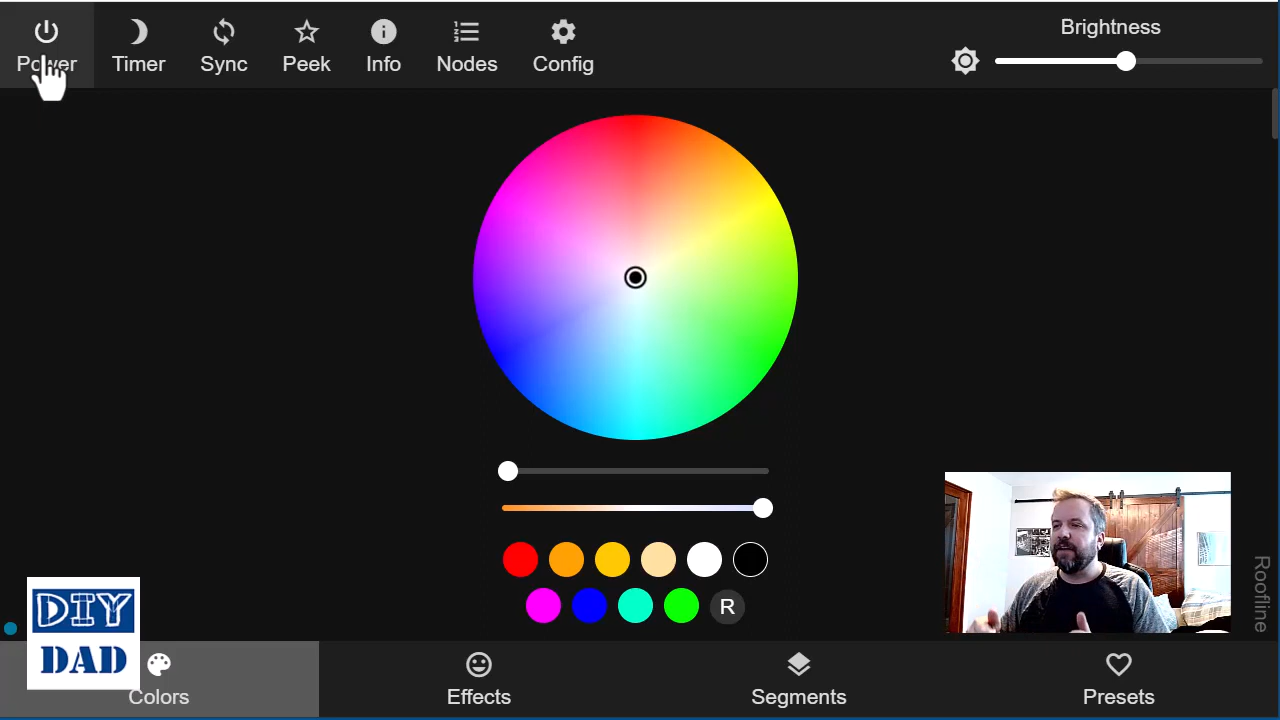 Power
Timer
Sync
Peek
Info
Nodes
Config
Brightness
R
Roofline
DIY
DAD
Colors
Effects
Segments
Presets